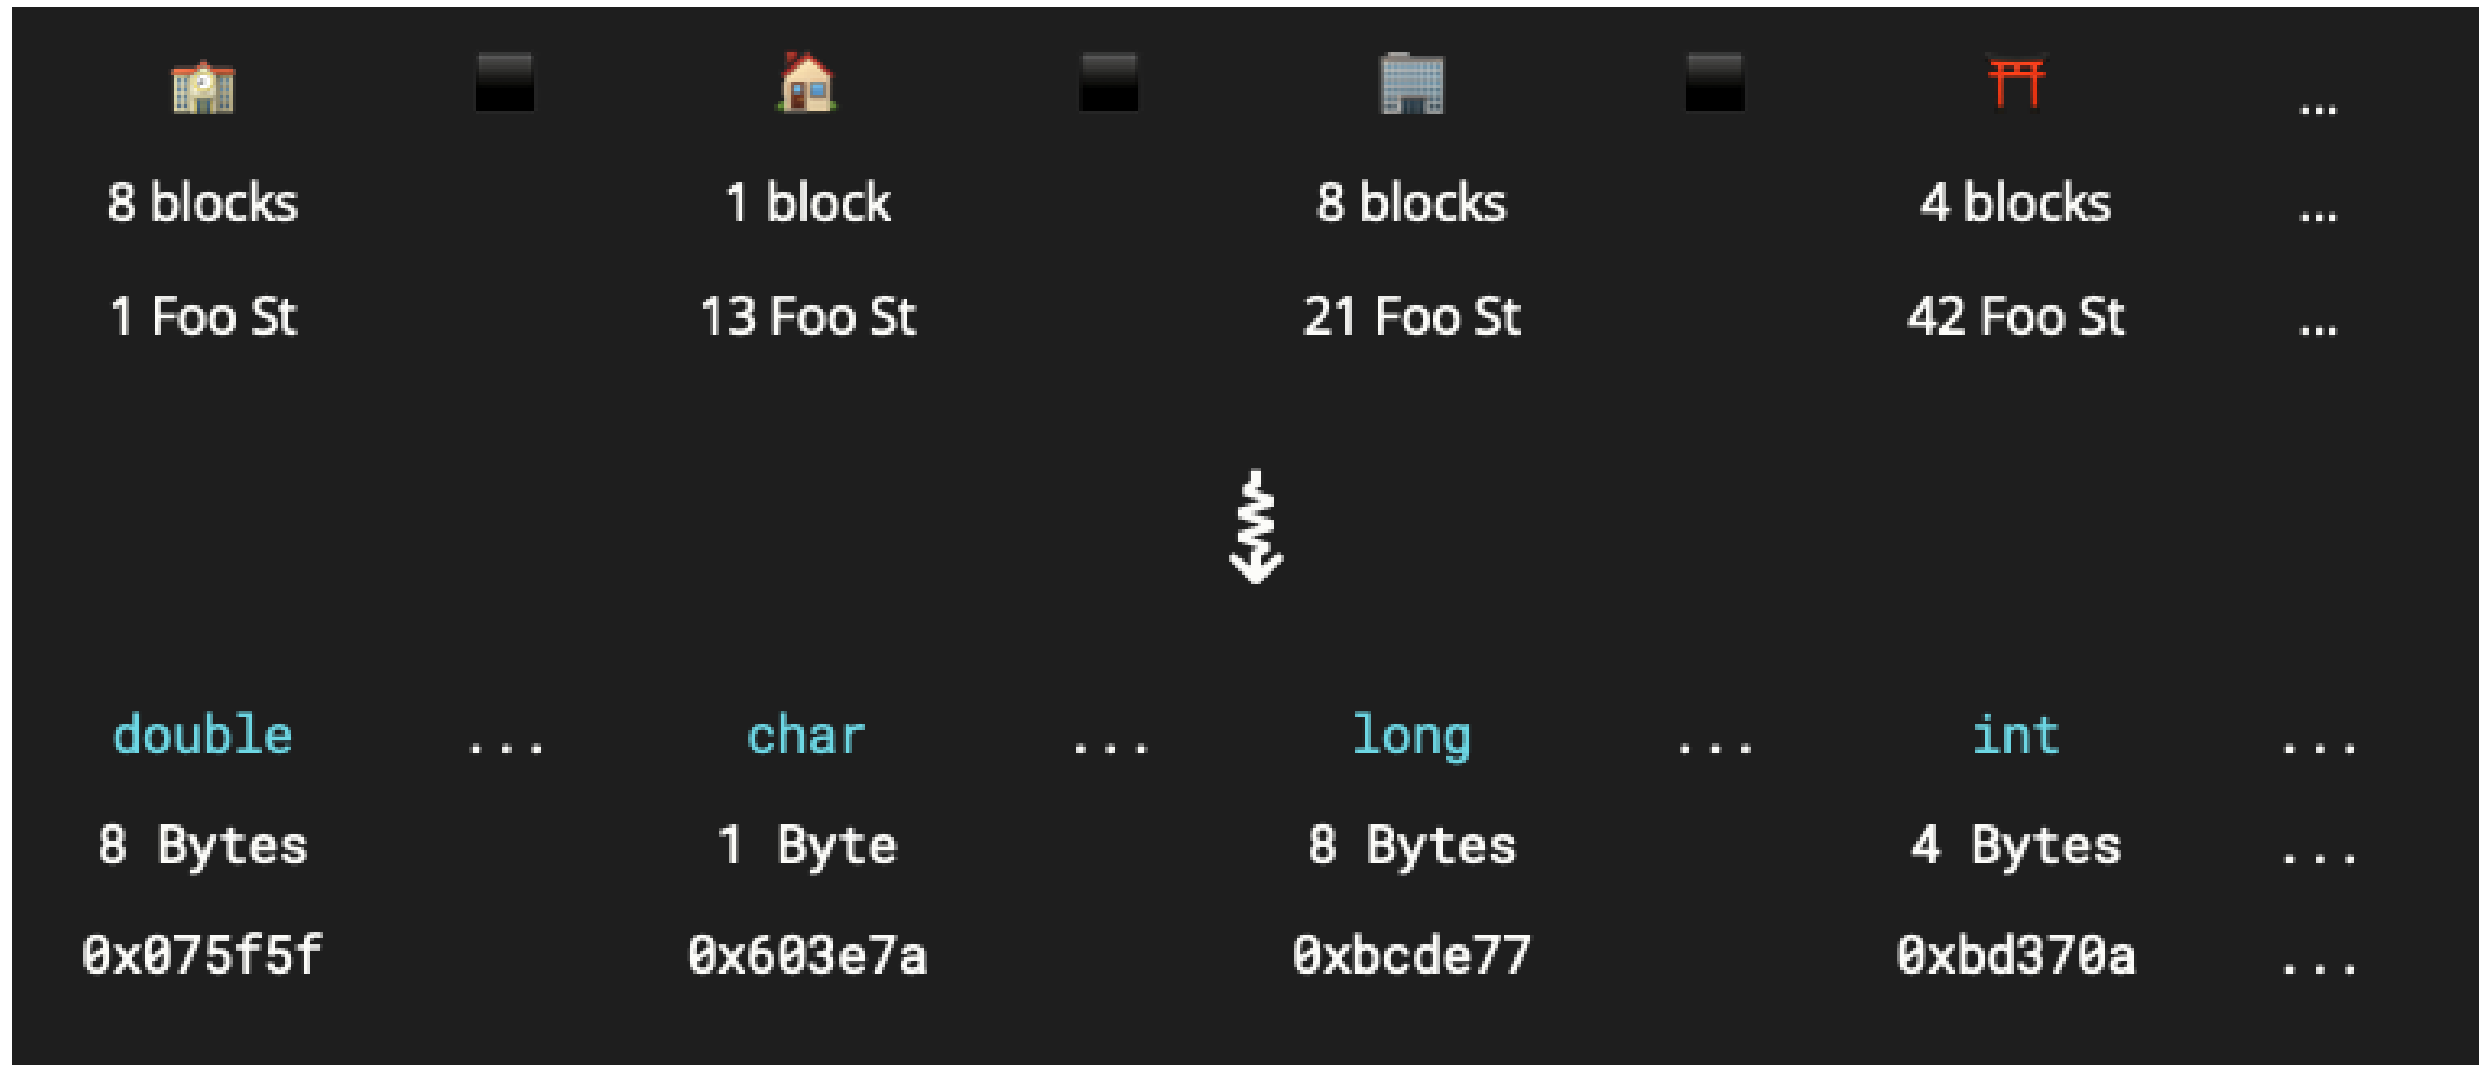 ...
8 blocks 1 block 8 blocks 4 blocks ...
1 Foo St 13 Foo St 21 Foo St 42 Foo St ...
double ... char ... long ... int ...
8 Bytes 1 Byte 8 Bytes 4 Bytes ...
0x075f5f 0x603e7a 0xbcde77 0xbd370a ...